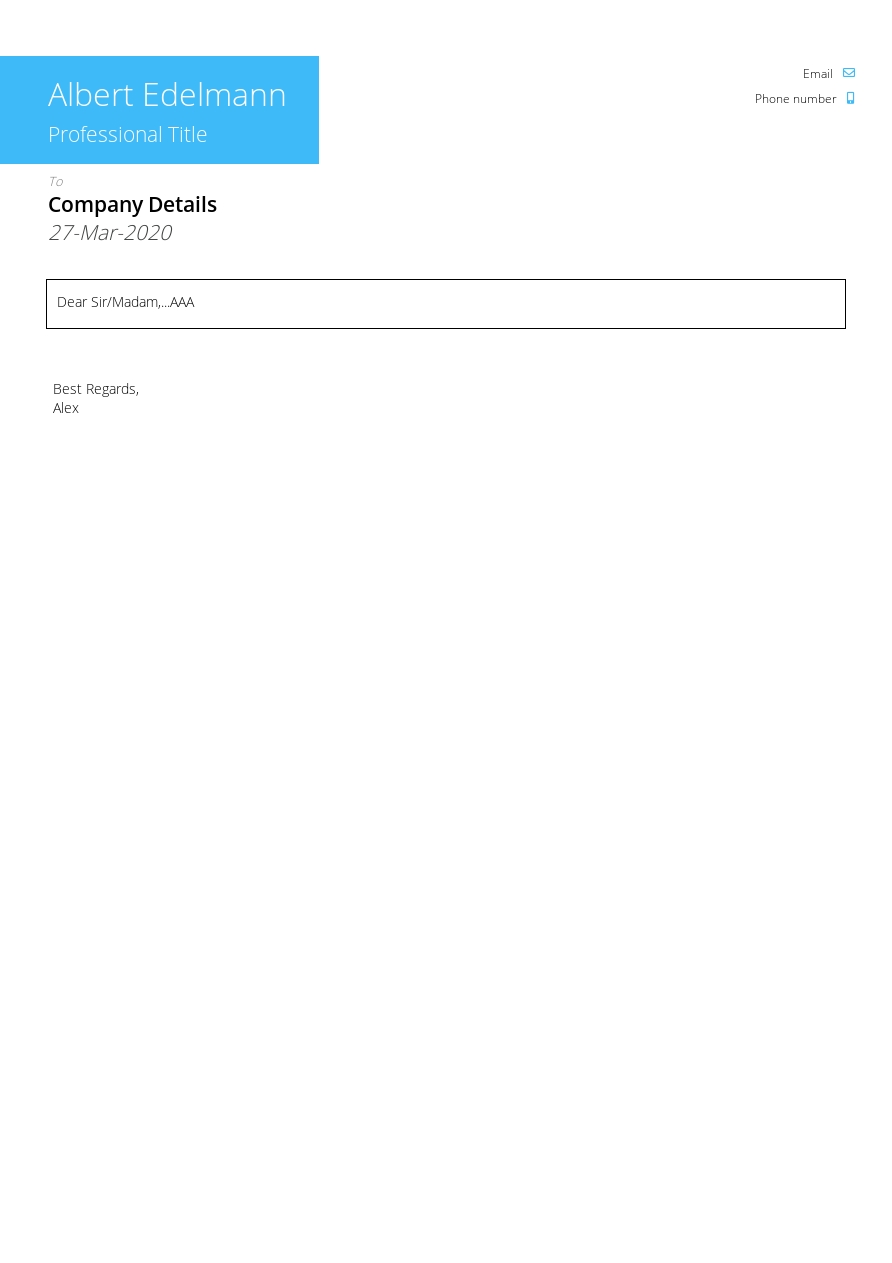 Albert Edelmann
Professional Title
Email
Phone number
To
Company Details
27-Mar-2020
Dear Sir/Madam,...AAA
Best Regards,
Alex